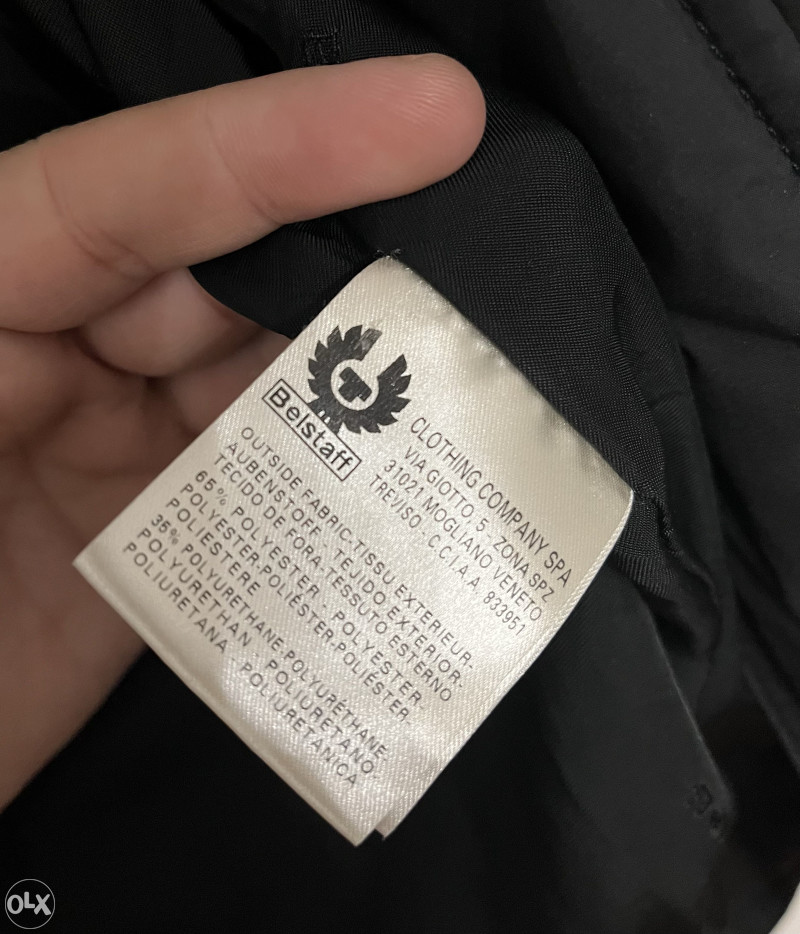 Belstaff
CLOTHING COMPANY SPA
VIA GIOTTO, 5, ZONA SPZ
31021 MOGLIANO VENETO
TREVISO - C.C.I.A.A. 833951
OUTSIDE FABRIC-TISSU EXTERIEUR-
AUBENSTOFF - TEJIDO EXTERIOR-
TECIDO DE FORA-TESSUTO ESTERNO
65% POLYESTER - POLYESTER-
POLYESTER-POLIÉSTER-POLIÉSTER-
POLIESTERE
35% POLYURETHANE-POLYURÉTHANE-
POLYURETHAN - POLIURETANO-
POLIURETANA - POLIURETANICA
OLX